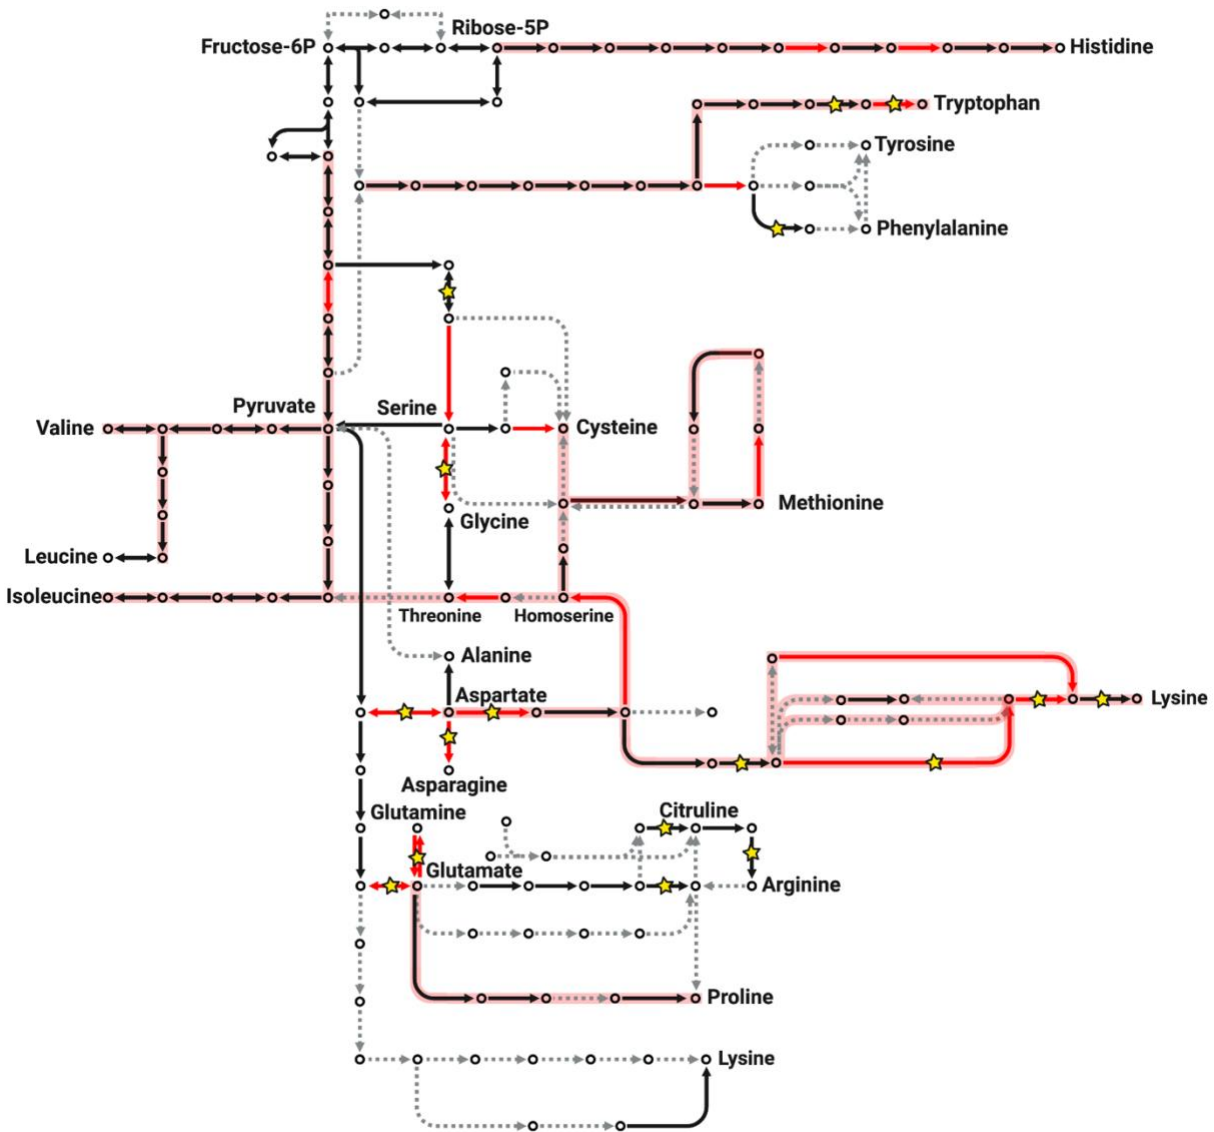 Ribose-5P
Fructose-6P
Histidine
Tryptophan
Tyrosine
Phenylalanine
Pyruvate
Serine
Valine
Cysteine
Methionine
Glycine
Leucine
Isoleucine
Threonine
Homoserine
Alanine
Aspartate
Lysine
Asparagine
Glutamine
Citruline
Glutamate
Arginine
Proline
Lysine